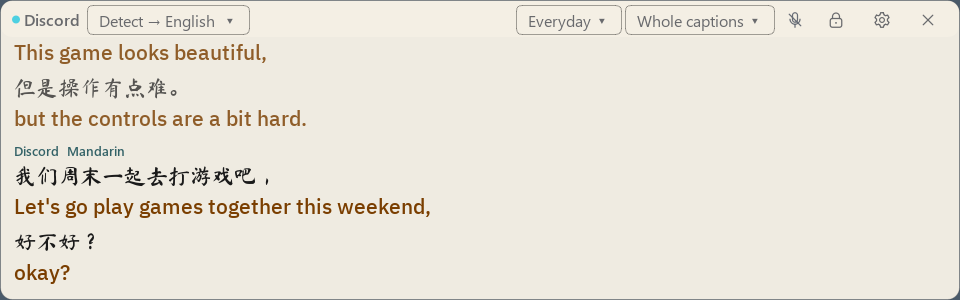 Discord Detect → English Everyday Whole captions
This game looks beautiful,
但是操作有点难。
but the controls are a bit hard.
Discord Mandarin
我们周末一起去打游戏吧，
Let's go play games together this weekend,
好不好？
okay?